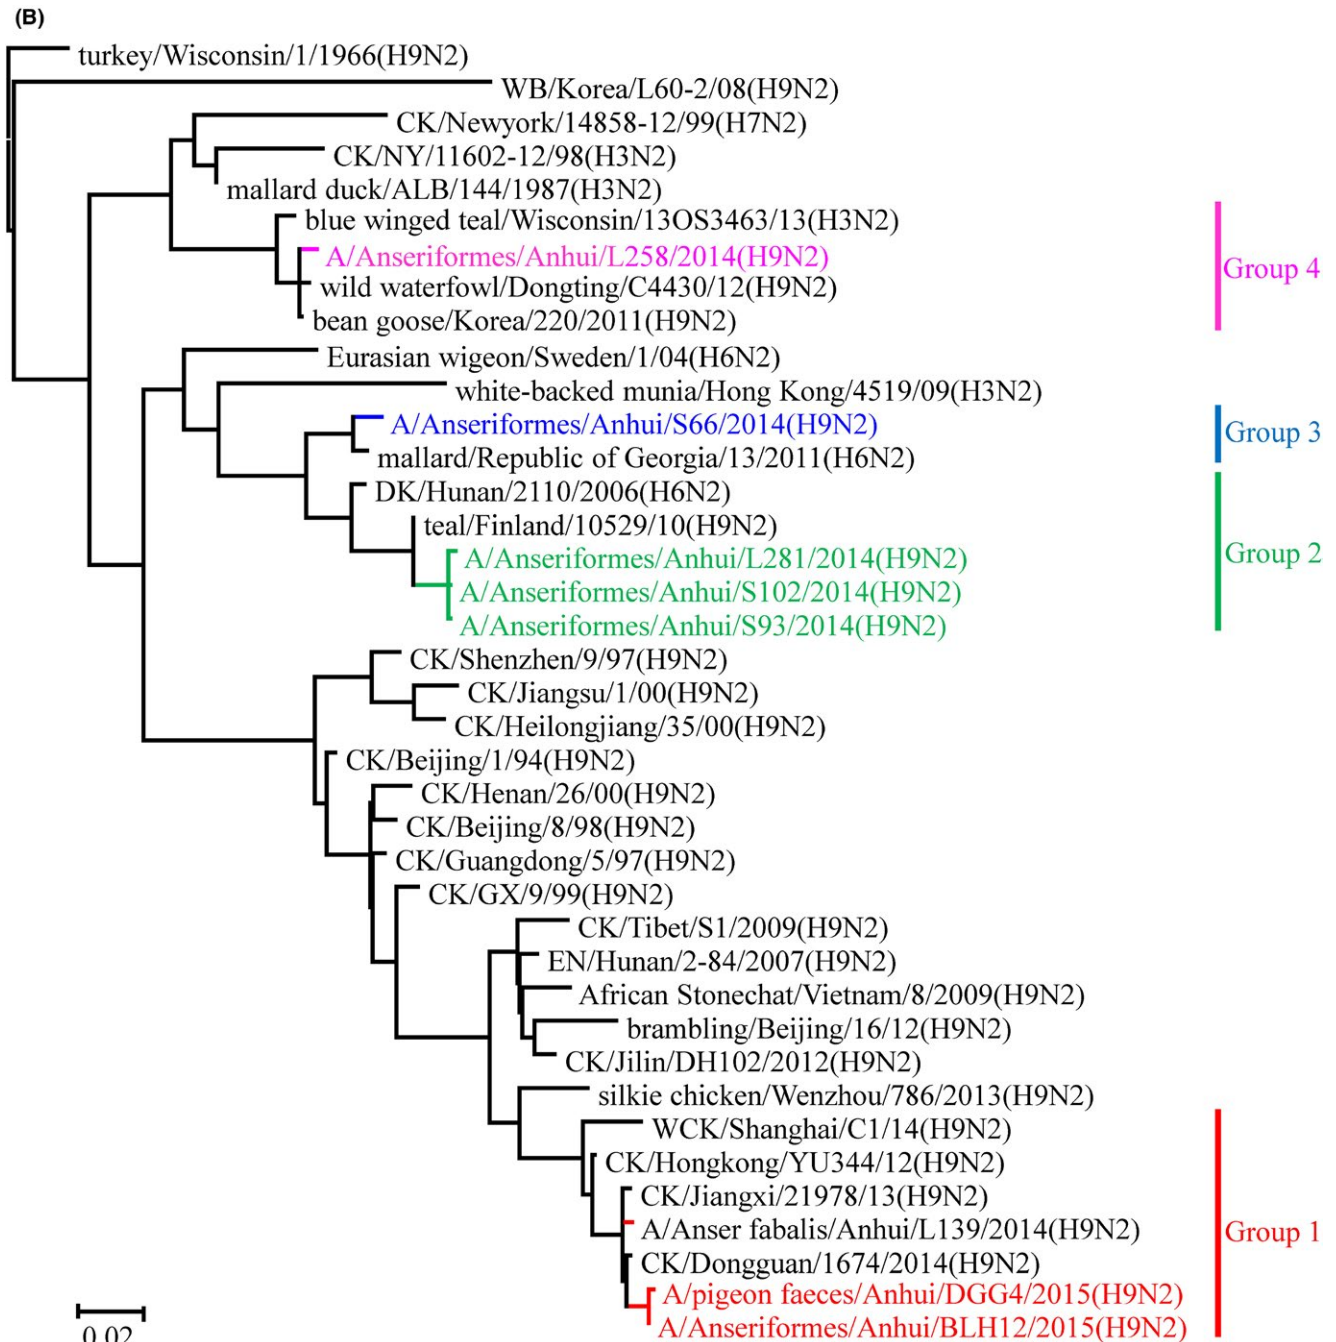 (B)
turkey/Wisconsin/1/1966(H9N2)
WB/Korea/L60-2/08(H9N2)
CK/Newyork/14858-12/99(H7N2)
CK/NY/11602-12/98(H3N2)
mallard duck/ALB/144/1987(H3N2)
blue winged teal/Wisconsin/13OS3463/13(H3N2)
A/Anseriformes/Anhui/L258/2014(H9N2)
Group 4
wild waterfowl/Dongting/C4430/12(H9N2)
bean goose/Korea/220/2011(H9N2)
Eurasian wigeon/Sweden/1/04(H6N2)
white-backed munia/Hong Kong/4519/09(H3N2)
A/Anseriformes/Anhui/S66/2014(H9N2)
Group 3
mallard/Republic of Georgia/13/2011(H6N2)
DK/Hunan/2110/2006(H6N2)
teal/Finland/10529/10(H9N2)
A/Anseriformes/Anhui/L281/2014(H9N2)
Group 2
A/Anseriformes/Anhui/S102/2014(H9N2)
A/Anseriformes/Anhui/S93/2014(H9N2)
CK/Shenzhen/9/97(H9N2)
CK/Jiangsu/1/00(H9N2)
CK/Heilongjiang/35/00(H9N2)
CK/Beijing/1/94(H9N2)
CK/Henan/26/00(H9N2)
CK/Beijing/8/98(H9N2)
CK/Guangdong/5/97(H9N2)
CK/GX/9/99(H9N2)
CK/Tibet/S1/2009(H9N2)
EN/Hunan/2-84/2007(H9N2)
African Stonechat/Vietnam/8/2009(H9N2)
brambling/Beijing/16/12(H9N2)
CK/Jilin/DH102/2012(H9N2)
silkie chicken/Wenzhou/786/2013(H9N2)
WCK/Shanghai/C1/14(H9N2)
CK/Hongkong/YU344/12(H9N2)
CK/Jiangxi/21978/13(H9N2)
A/Anser fabalis/Anhui/L139/2014(H9N2)
Group 1
CK/Dongguan/1674/2014(H9N2)
A/pigeon faeces/Anhui/DGG4/2015(H9N2)
A/Anseriformes/Anhui/BLH12/2015(H9N2)
0.02